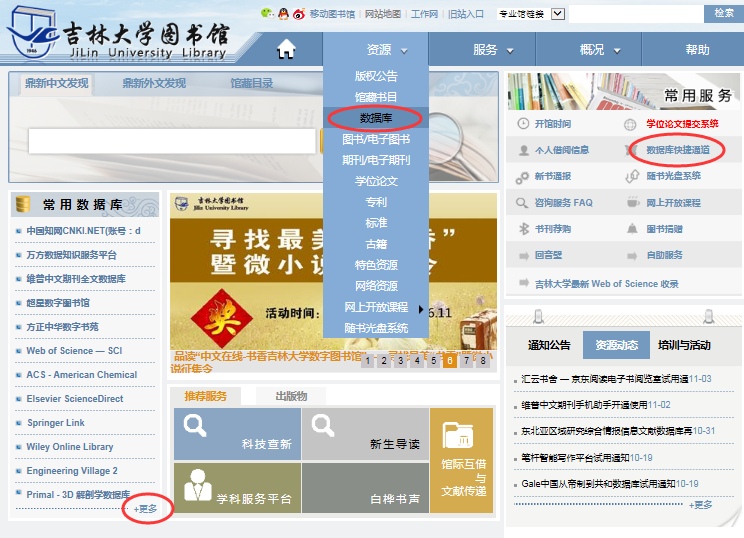 吉林大学图书馆
JiLin University Library
移动图书馆 | 网站地图 | 工作网 | 旧站入口
专业馆链接
检索
资源
服务
概况
帮助
鼎新中文发现
鼎新外文发现
馆藏目录
版权公告
馆藏书目
数据库
图书/电子图书
期刊/电子期刊
学位论文
专利
标准
古籍
特色资源
网络资源
网上开放课程
随书光盘系统
常用服务
开馆时间
学位论文提交系统
个人借阅信息
数据库快捷通道
新书通报
随书光盘系统
咨询服务 FAQ
网上开放课程
书刊荐购
图书捐赠
回音壁
自助服务
吉林大学最新 Web of Science 收录
常用数据库
中国知网CNKI.NET(账号：d
万方数据知识服务平台
维普中文期刊全文数据库
超星数字图书馆
方正中华数字书苑
Web of Science — SCI
ACS - American Chemical
Elsevier ScienceDirect
Springer Link
Wiley Online Library
Engineering Village 2
Primal - 3D 解剖学数据库
+更多
吉林大学图书馆
JiLin University Library
寻找最美
香”
暨微小说
令
奖
活动时间：
6.11
品读“中文在线-书香吉林大学数字图书馆
说征集令
1 2 3 4 5 6 7 8
推荐服务
出版物
科技查新
新生导读
馆际互借
与
文献传递
学科服务平台
白桦书声
通知公告
资源动态
培训与活动
汇云书舍 — 京东阅读电子书阅览室试用通11-03
维普中文期刊手机助手开通使用11-02
东北亚区域研究综合情报信息文献数据库再10-31
笔杆智能写作平台试用通知10-19
Gale中国从帝制到共和数据库试用通知10-19
+更多